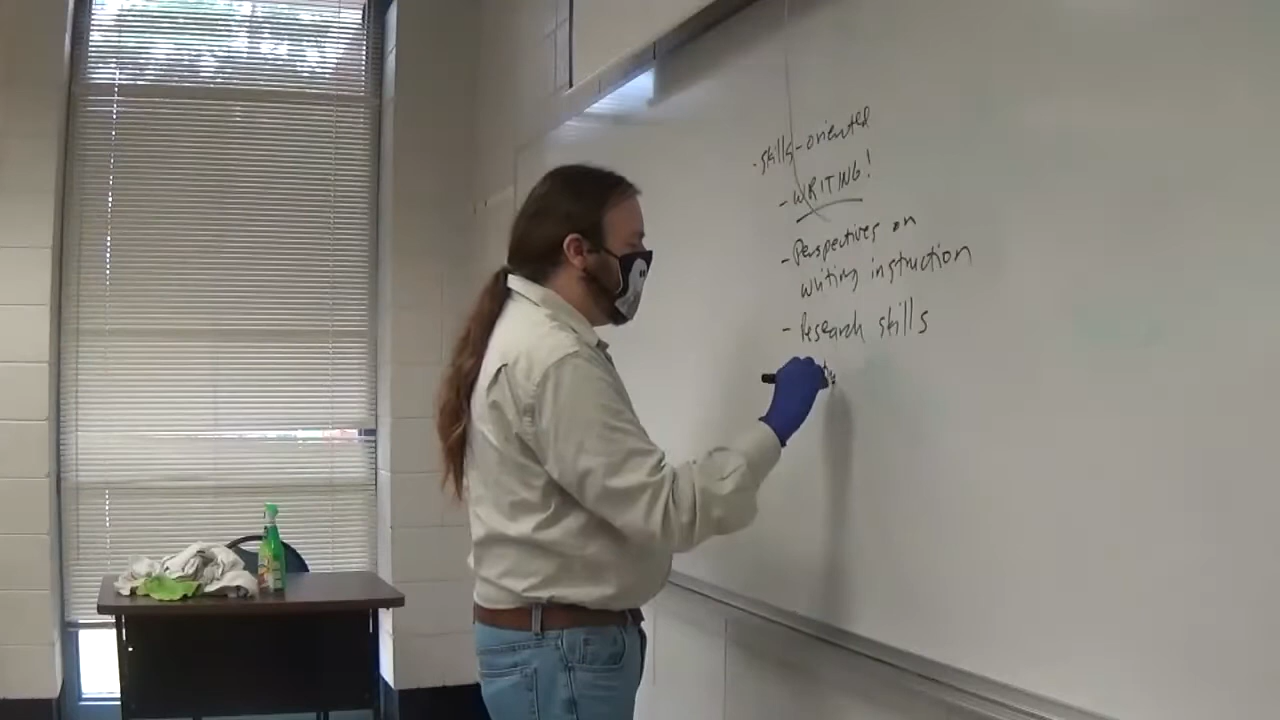 - skills-oriented
- WRITING!
- Perspectives on
writing instruction
- Research skills